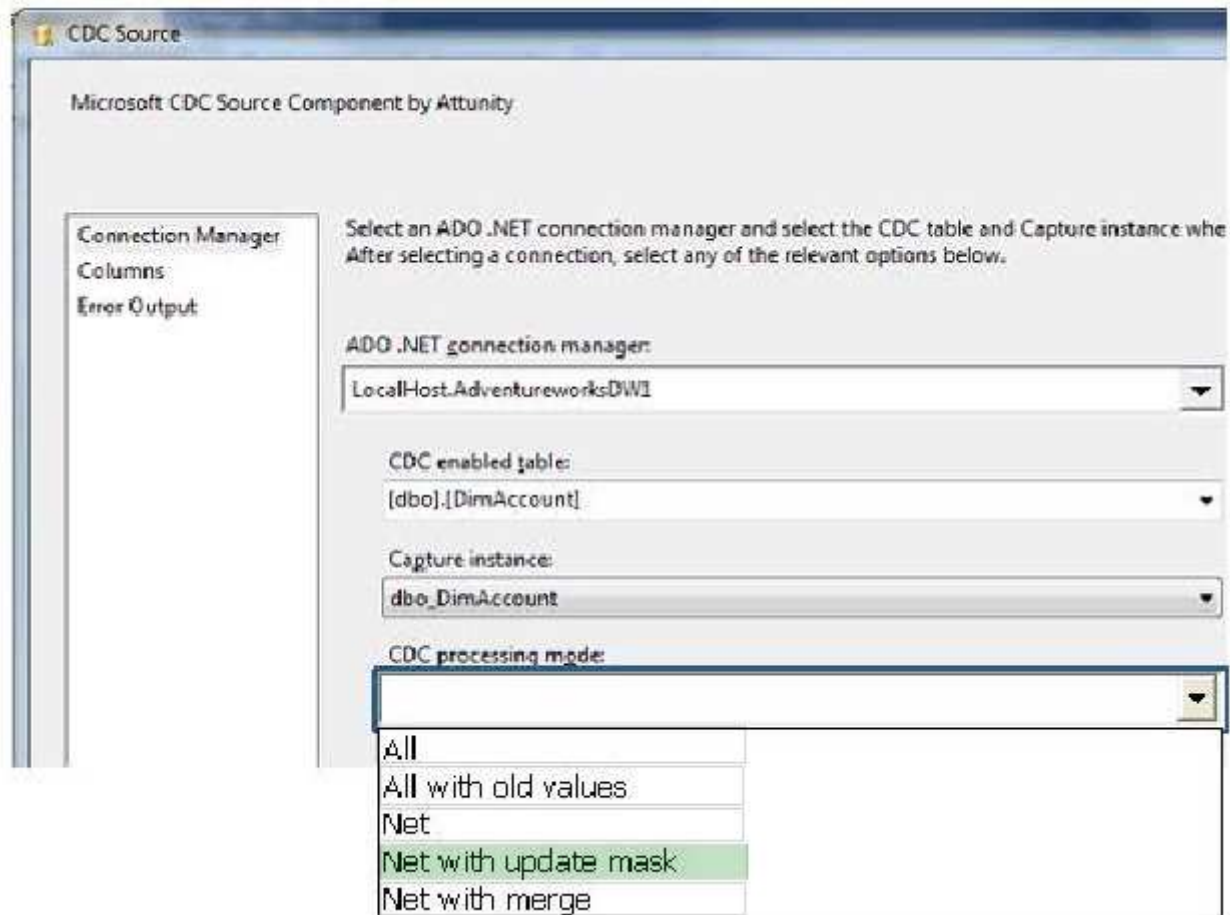 CDC Source
Microsoft CDC Source Component by Attunity
Connection Manager
Columns
Error Output
Select an ADO .NET connection manager and select the CDC table and Capture instance whe
After selecting a connection, select any of the relevant options below.
ADO .NET connection manager:
LocalHost.AdventureworksDW1
CDC enabled table:
[dbo].[DimAccount]
Capture instance:
dbo_DimAccount
CDC processing mode:
All
All with old values
Net
Net with update mask
Net with merge